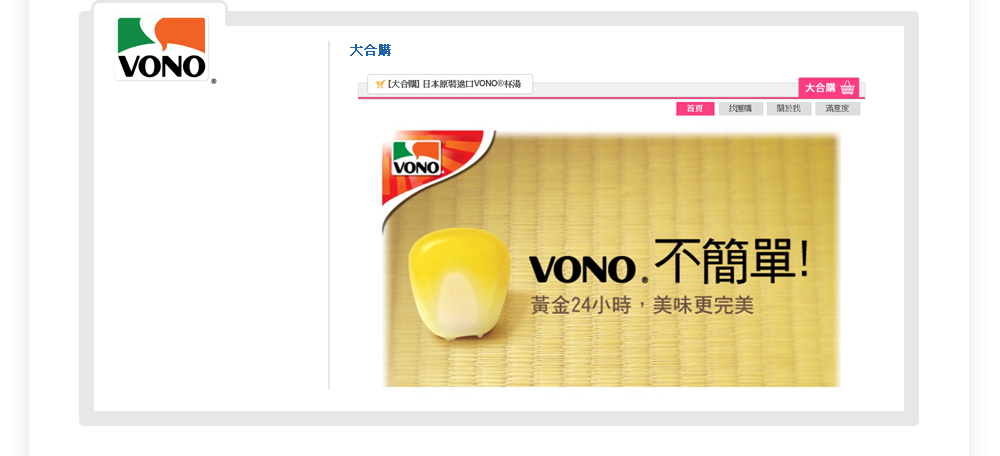 VONO®
大合購
[大合購] 日本原裝進口VONO®杯湯
大合購
首頁 找團購 關於我 滿意度
VONO
VONO® 不簡單!
黃金24小時，美味更完美